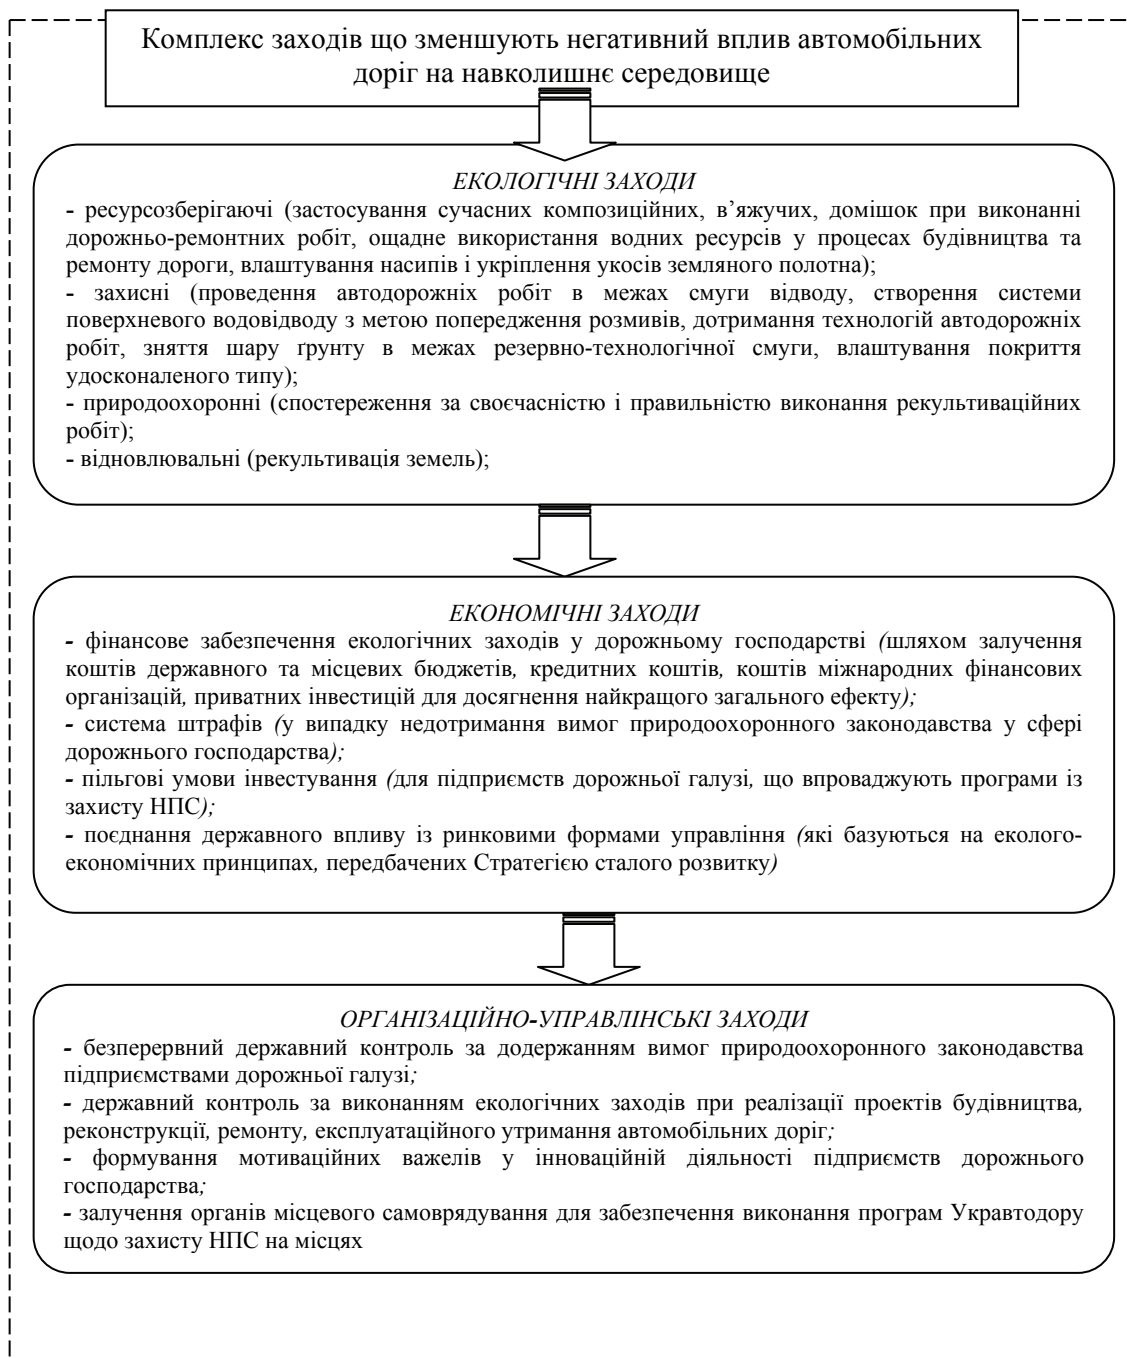 Комплекс заходів що зменшують негативний вплив автомобільних
доріг на навколишнє середовище
ЕКОЛОГІЧНІ ЗАХОДИ
- ресурсозберігаючі (застосування сучасних композиційних, в’яжучих, домішок при виконанні
дорожньо-ремонтних робіт, ощадне використання водних ресурсів у процесах будівництва та
ремонту дороги, влаштування насипів і укріплення укосів земляного полотна);
- захисні (проведення автодорожніх робіт в межах смуги відводу, створення системи
поверхневого водовідводу з метою попередження розмивів, дотримання технологій автодорожніх
робіт, зняття шару ґрунту в межах резервно-технологічної смуги, влаштування покриття
удосконаленого типу);
- природоохоронні (спостереження за своєчасністю і правильністю виконання рекультиваційних
робіт);
- відновлювальні (рекультивація земель);
ЕКОНОМІЧНІ ЗАХОДИ
- фінансове забезпечення екологічних заходів у дорожньому господарстві (шляхом залучення
коштів державного та місцевих бюджетів, кредитних коштів, коштів міжнародних фінансових
організацій, приватних інвестицій для досягнення найкращого загального ефекту);
- система штрафів (у випадку недотримання вимог природоохоронного законодавства у сфері
дорожнього господарства);
- пільгові умови інвестування (для підприємств дорожньої галузі, що впроваджують програми із
захисту НПС);
- поєднання державного впливу із ринковими формами управління (які базуються на еколого-
економічних принципах, передбачених Стратегією сталого розвитку)
ОРГАНІЗАЦІЙНО-УПРАВЛІНСЬКІ ЗАХОДИ
- безперервний державний контроль за додержанням вимог природоохоронного законодавства
підприємствами дорожньої галузі;
- державний контроль за виконанням екологічних заходів при реалізації проектів будівництва,
реконструкції, ремонту, експлуатаційного утримання автомобільних доріг;
- формування мотиваційних важелів у інноваційній діяльності підприємств дорожнього
господарства;
- залучення органів місцевого самоврядування для забезпечення виконання програм Укравтодору
щодо захисту НПС на місцях